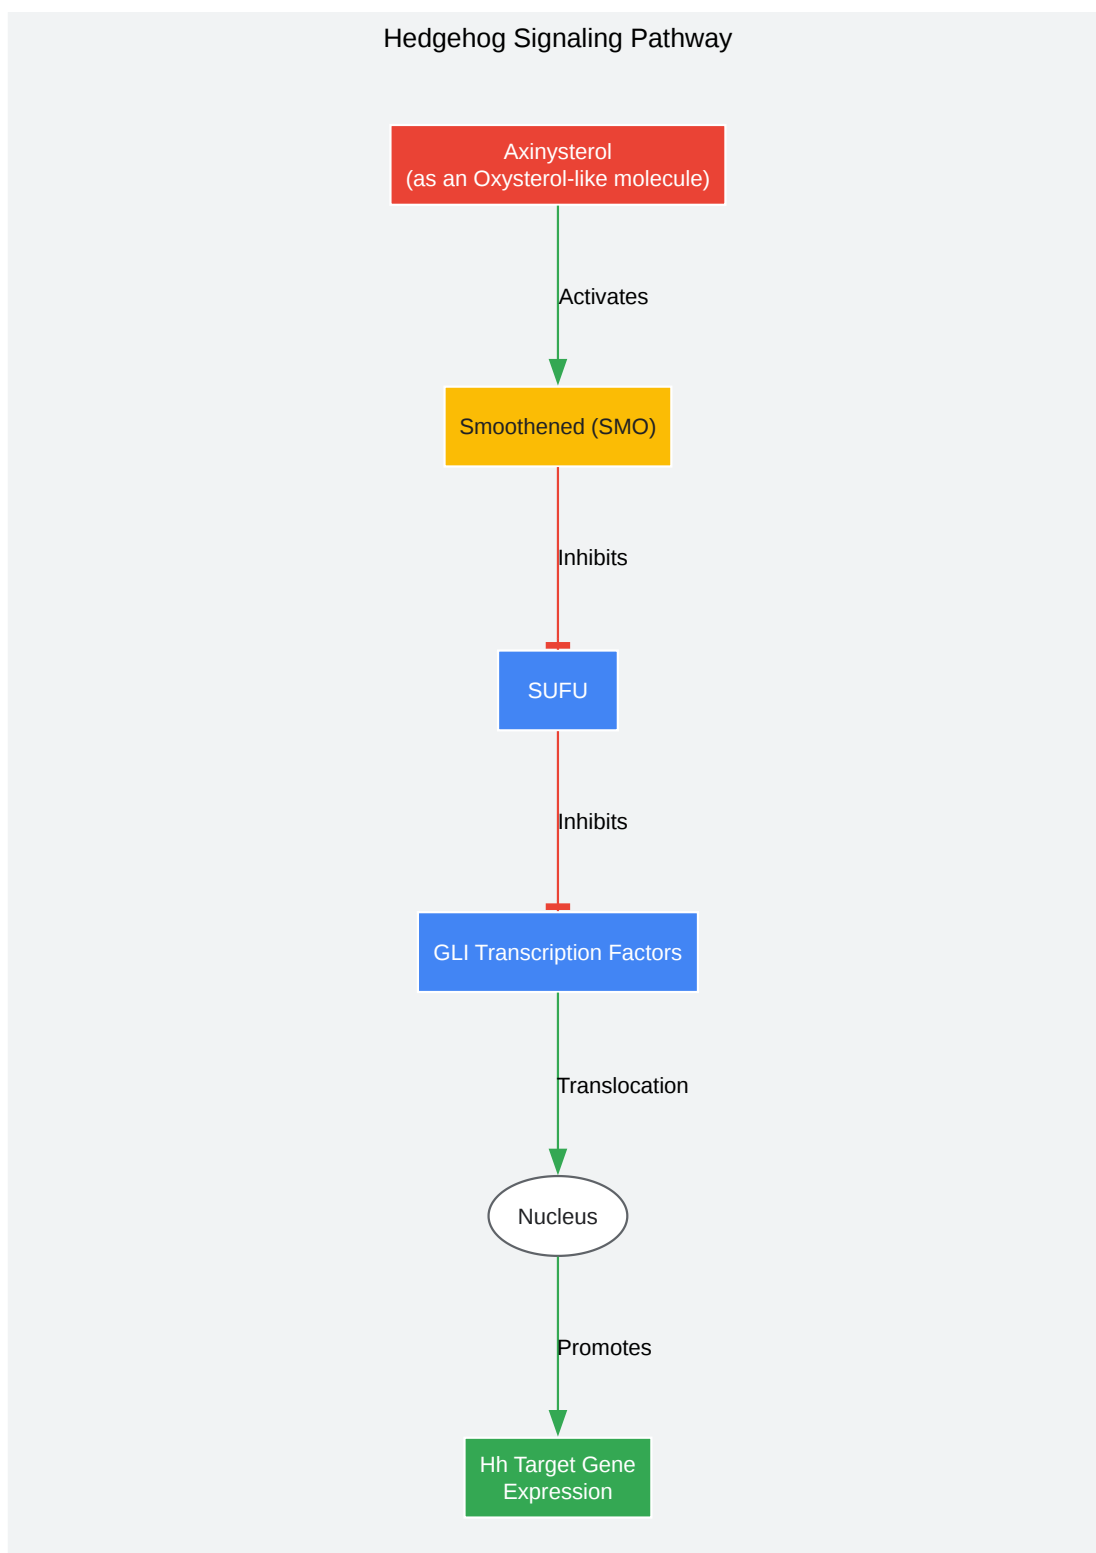 Hedgehog Signaling Pathway
Axinysterol
(as an Oxysterol-like molecule)
Activates
Smoothened (SMO)
Inhibits
SUFU
Inhibits
GLI Transcription Factors
Translocation
Nucleus
Promotes
Hh Target Gene
Expression